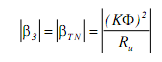 |β₃| = |β_TN| = |(KΦ)² / R_u|